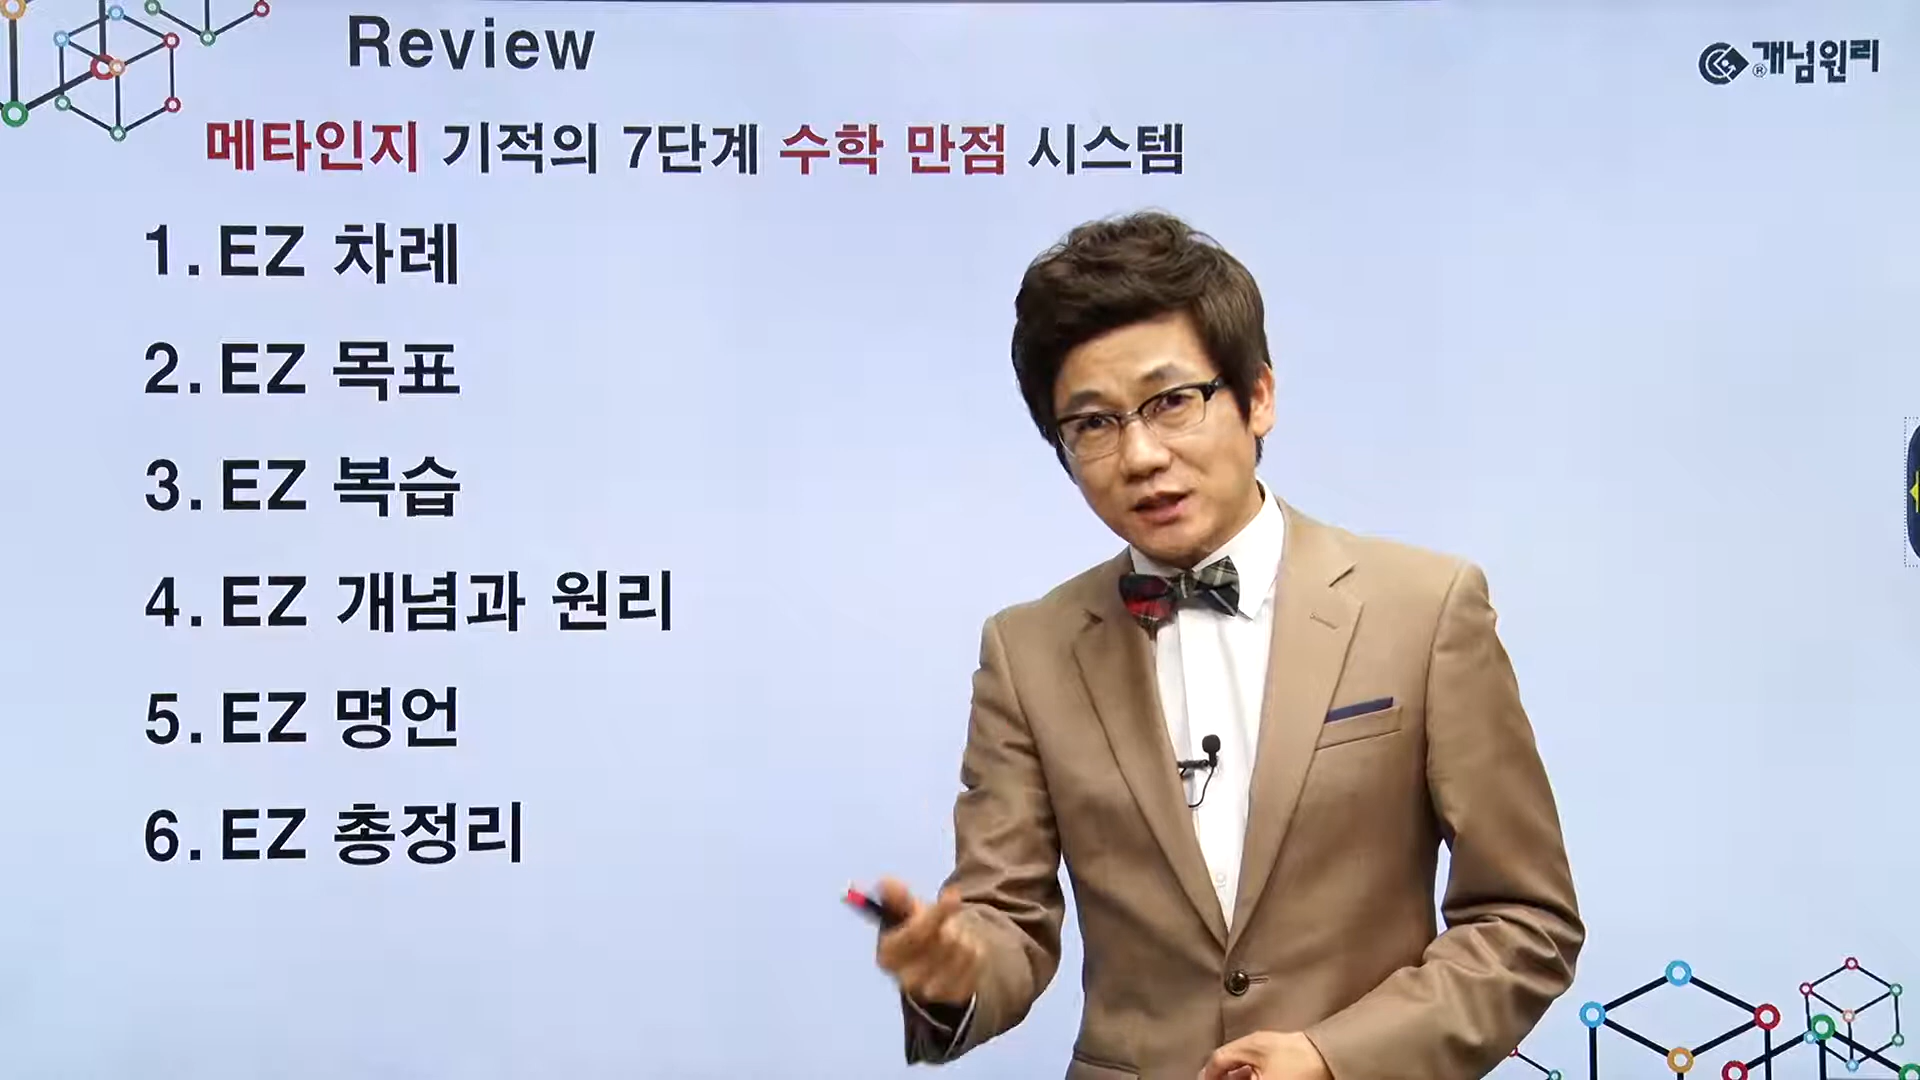 Review
개념원리
®
메타인지 기적의 7단계 수학 만점 시스템
1. EZ 차례
2. EZ 목표
3. EZ 복습
4. EZ 개념과 원리
5. EZ 명언
6. EZ 총정리